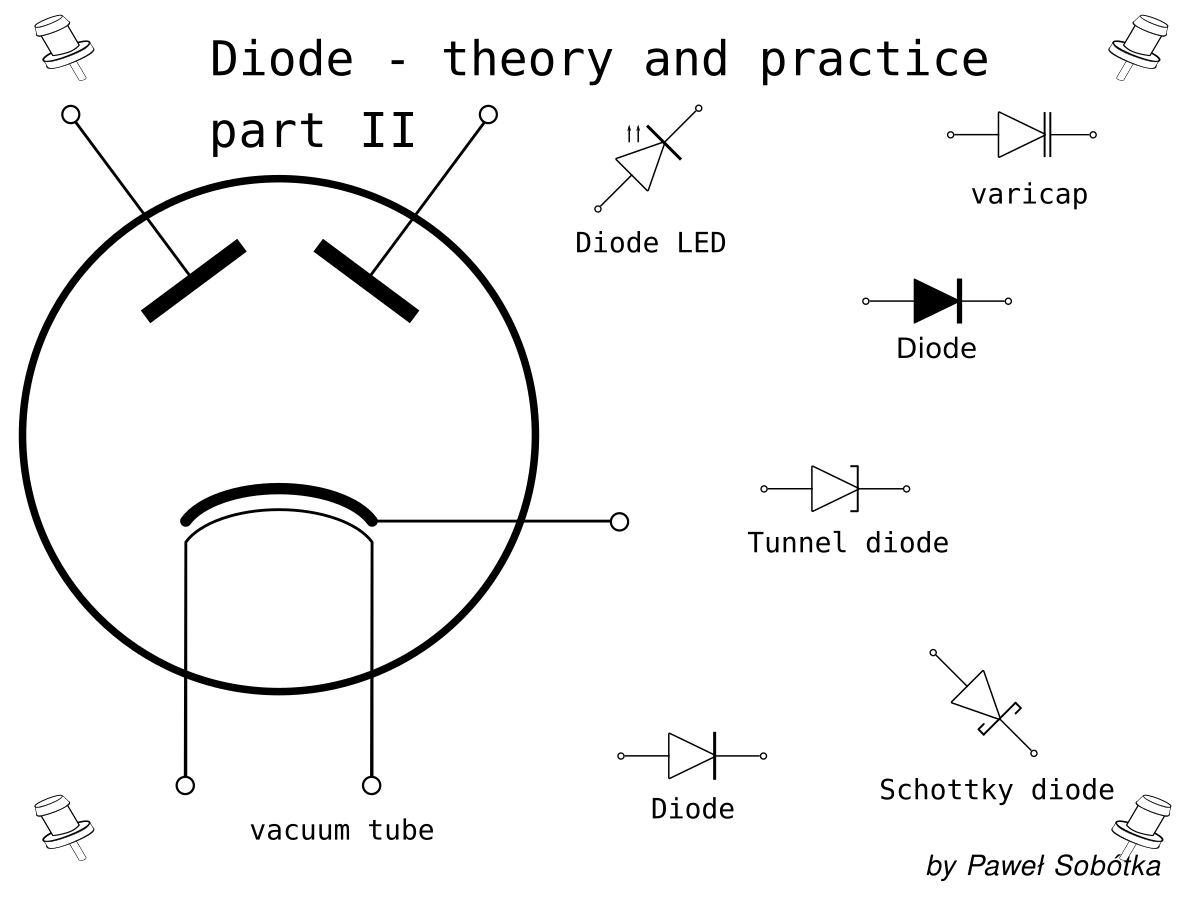 Diode - theory and practice
part II
Diode LED
varicap
Diode
Tunnel diode
Schottky diode
Diode
vacuum tube
by Paweł Sobótka